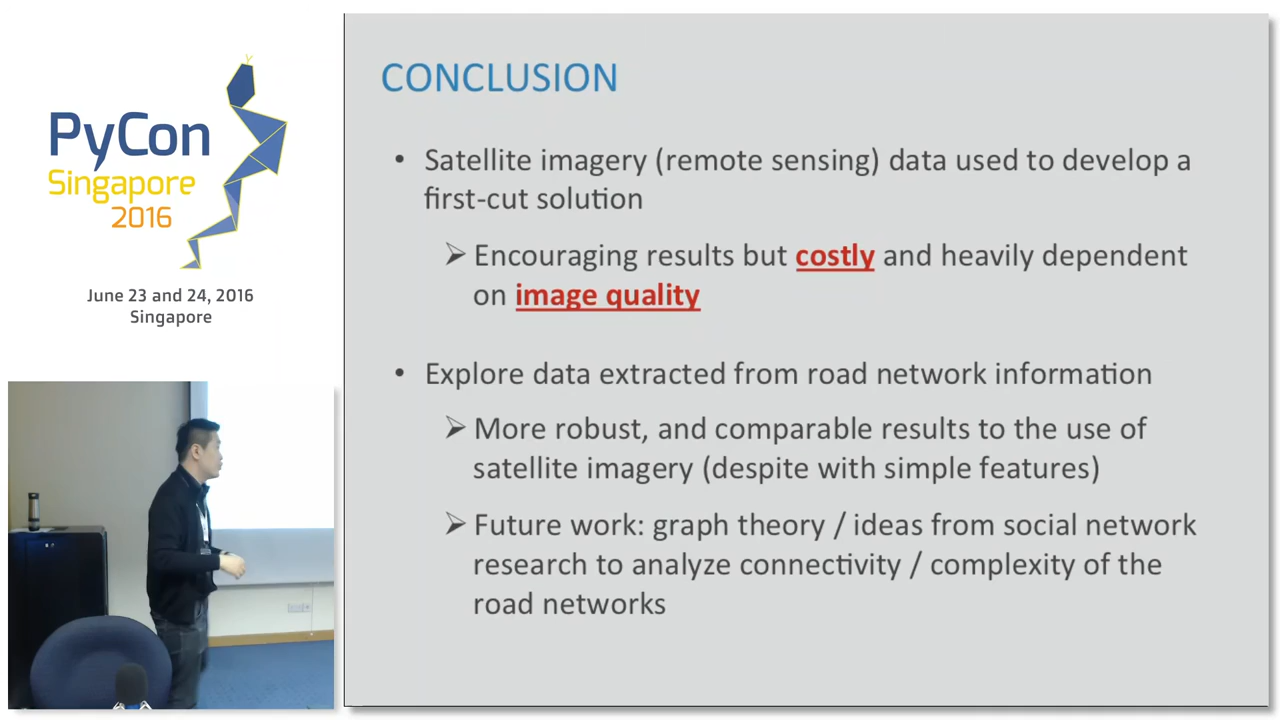 PyCon
Singapore
2016
June 23 and 24, 2016
Singapore
CONCLUSION
• Satellite imagery (remote sensing) data used to develop a
first-cut solution
➢ Encouraging results but costly and heavily dependent
on image quality
• Explore data extracted from road network information
➢ More robust, and comparable results to the use of
satellite imagery (despite with simple features)
➢ Future work: graph theory / ideas from social network
research to analyze connectivity / complexity of the
road networks